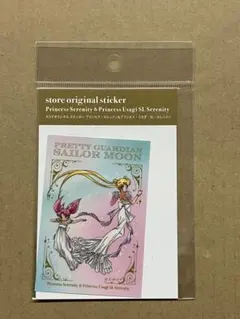 store original sticker
Princess Serenity & Princess Usagi SL Serenity
PRETTY GUARDIAN
SAILOR MOON
Princess Serenity & Princess Usagi SL Serenity